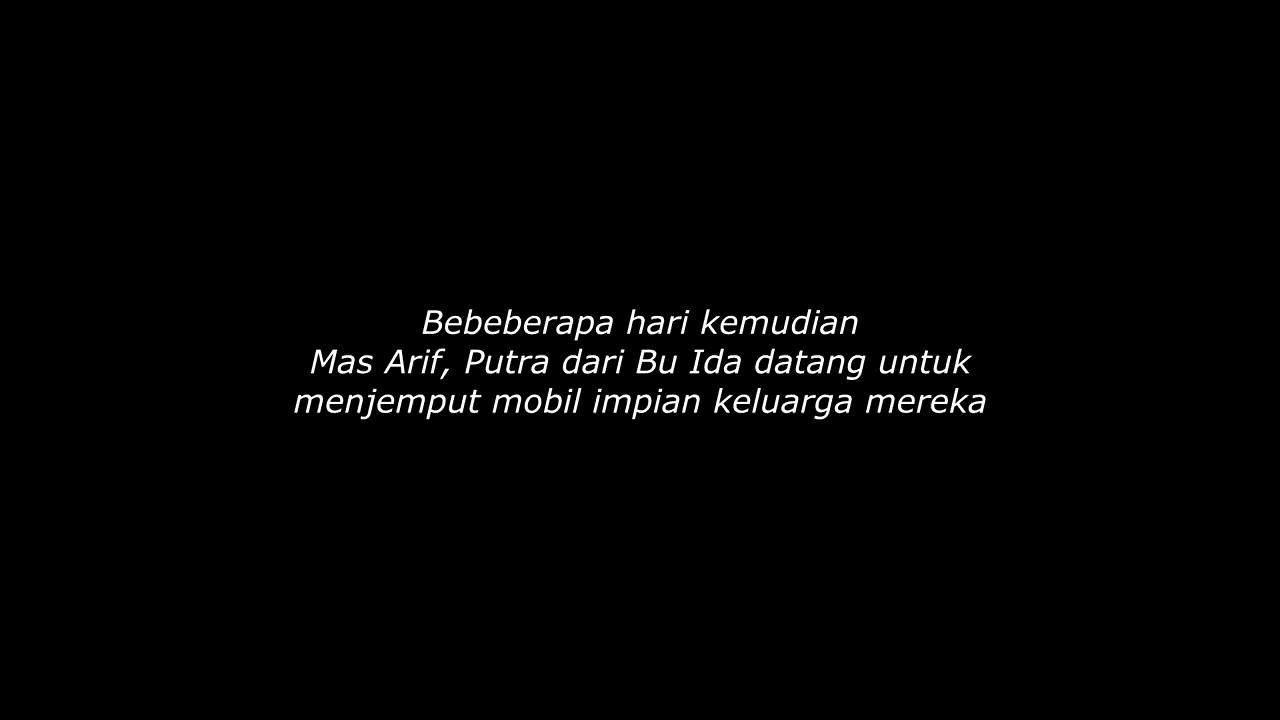 Bebeberapa hari kemudian
Mas Arif, Putra dari Bu Ida datang untuk
menjemput mobil impian keluarga mereka